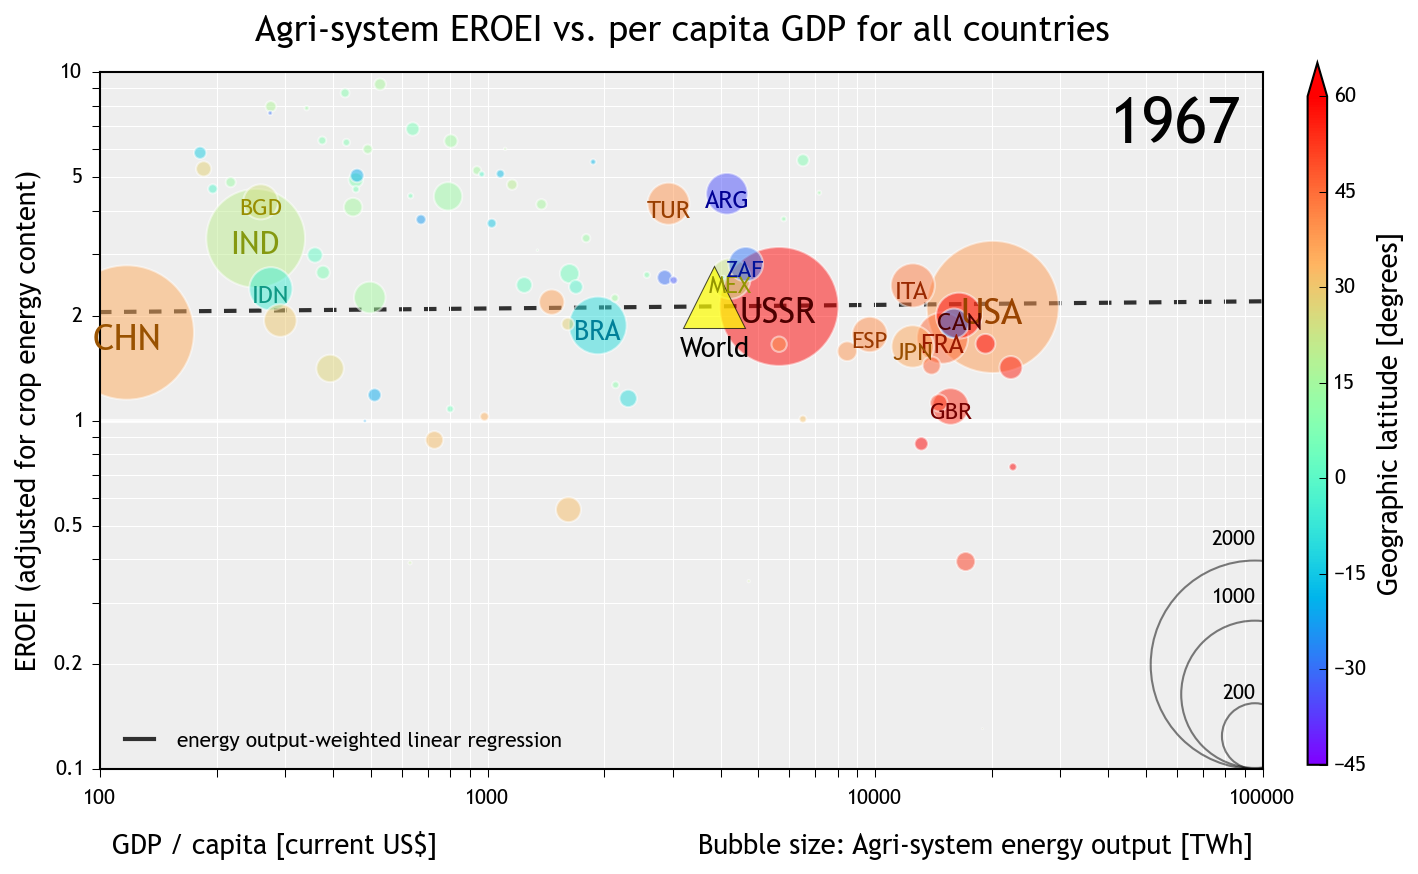 Agri-system EROEI vs. per capita GDP for all countries
1967
EROEI (adjusted for crop energy content)
10
5
2
1
0.5
0.2
0.1
100
1000
10000
100000
BGD
IND
IDN
CHN
TUR
ARG
ZAF
MEX
USSR
World
BRA
ITA
USA
CAN
ESP
JPN
FRA
GBR
2000
1000
200
energy output-weighted linear regression
GDP / capita [current US$]
Bubble size: Agri-system energy output [TWh]
60
45
30
15
0
−15
−30
−45
Geographic latitude [degrees]